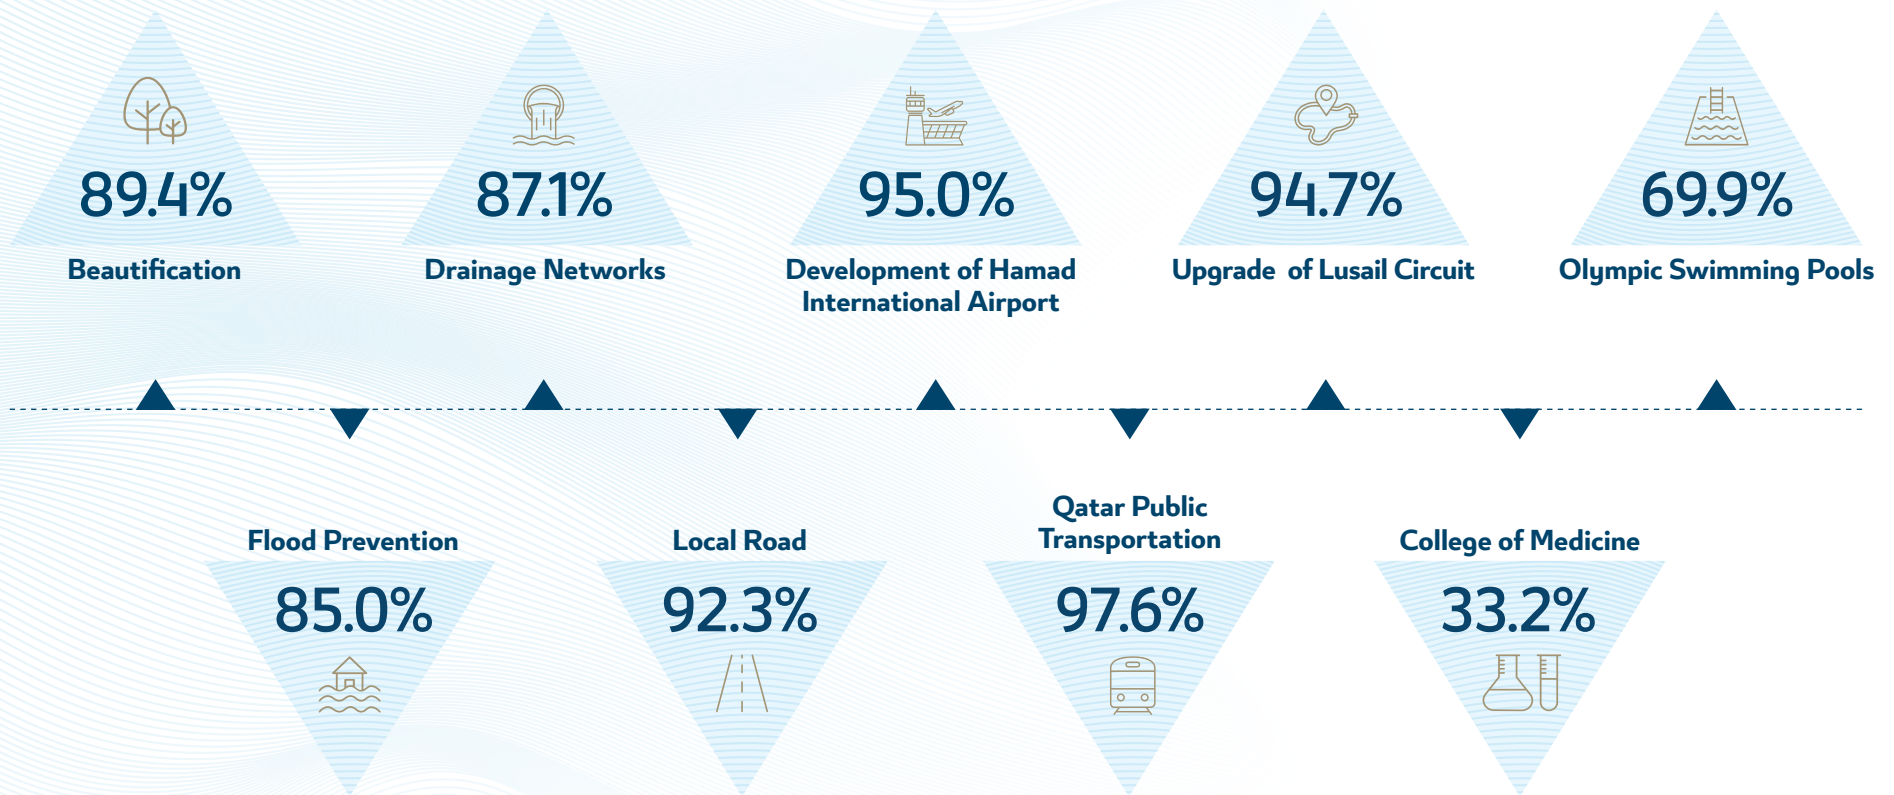 89.4%
Beautification
87.1%
Drainage Networks
95.0%
Development of Hamad
International Airport
94.7%
Upgrade of Lusail Circuit
69.9%
Olympic Swimming Pools
Flood Prevention
85.0%
Local Road
92.3%
Qatar Public
Transportation
97.6%
College of Medicine
33.2%